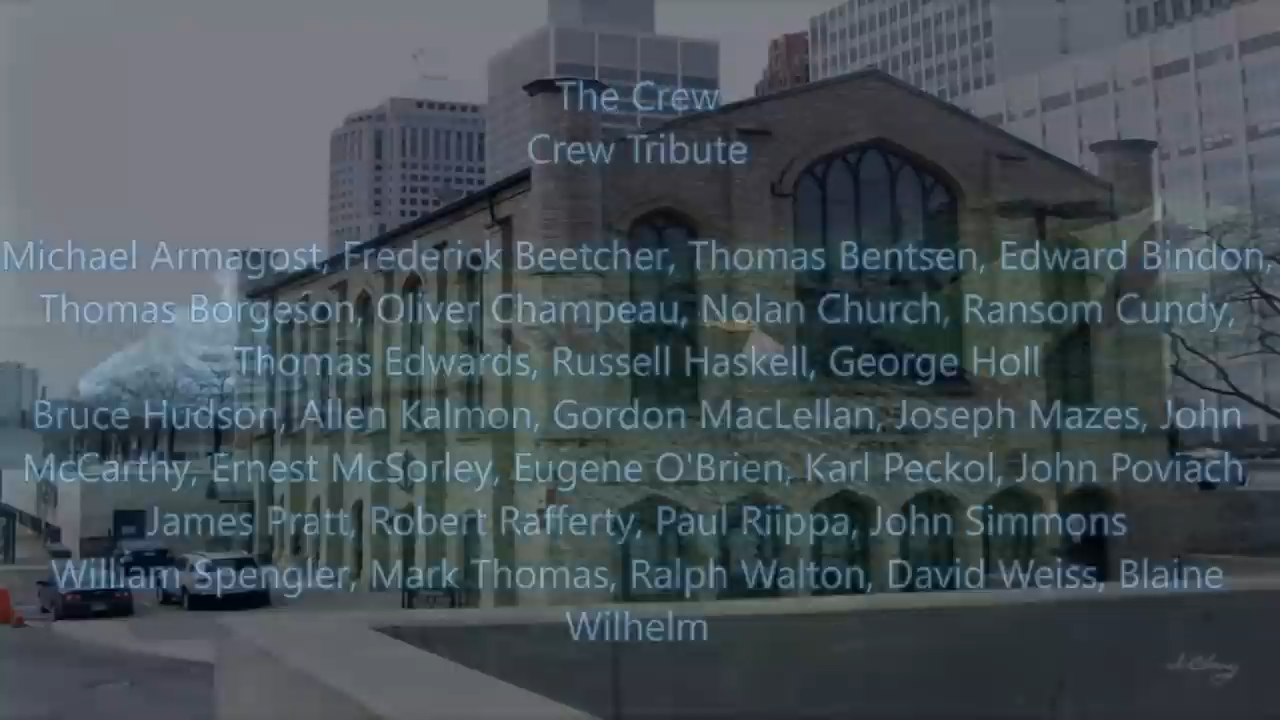 The Crew
Crew Tribute
Michael Armagost, Frederick Beetcher, Thomas Bentsen, Edward Bindon,
Thomas Borgeson, Oliver Champeau, Nolan Church, Ransom Cundy,
Thomas Edwards, Russell Haskell, George Holl
Bruce Hudson, Allen Kalmon, Gordon MacLellan, Joseph Mazes, John
McCarthy, Ernest McSorley, Eugene O'Brien, Karl Peckol, John Poviach
James Pratt, Robert Rafferty, Paul Riippa, John Simmons
William Spengler, Mark Thomas, Ralph Walton, David Weiss, Blaine
Wilhelm